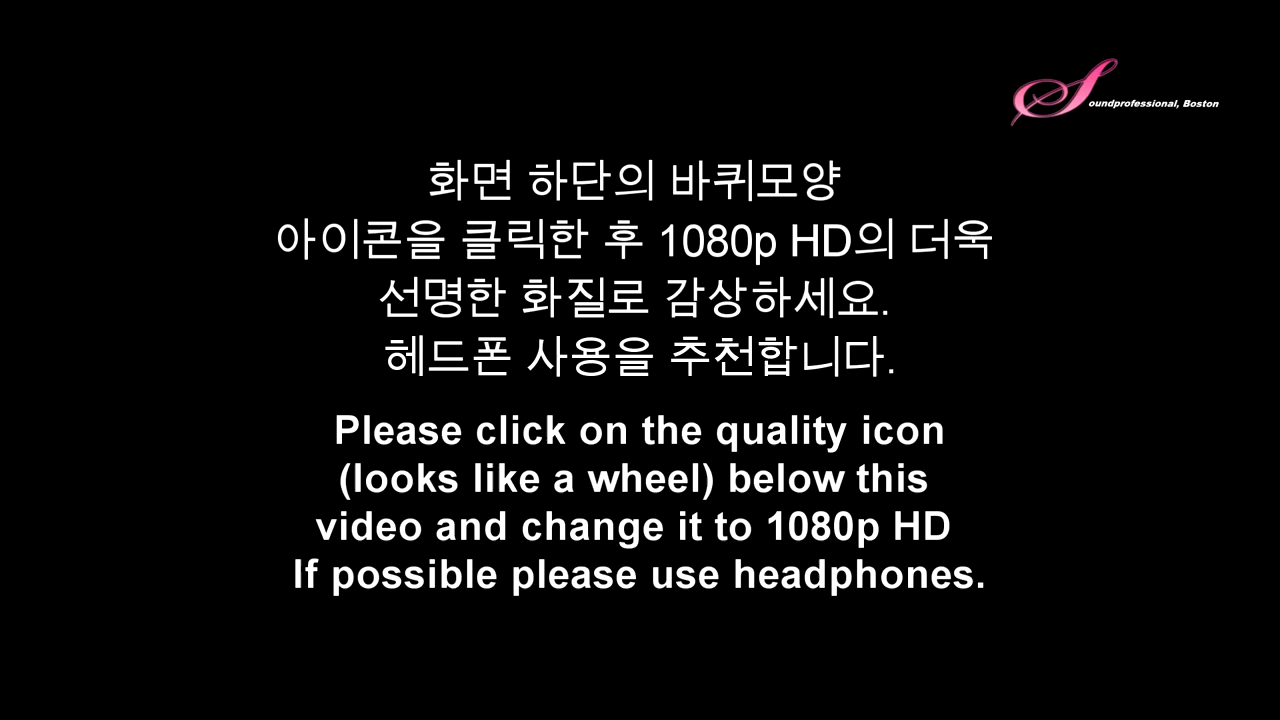 Soundprofessional, Boston
화면 하단의 바퀴모양
아이콘을 클릭한 후 1080p HD의 더욱
선명한 화질로 감상하세요.
헤드폰 사용을 추천합니다.
Please click on the quality icon
(looks like a wheel) below this
video and change it to 1080p HD
If possible please use headphones.